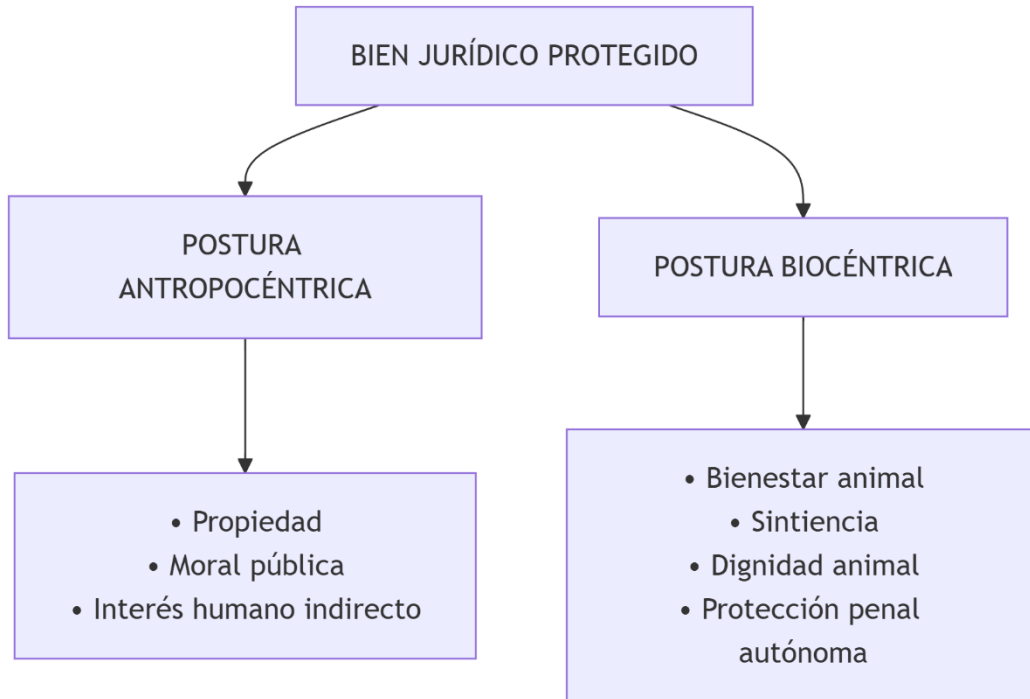 BIEN JURÍDICO PROTEGIDO
POSTURA
ANTROPOCÉNTRICA
POSTURA BIOCÉNTRICA
• Propiedad
• Moral pública
• Interés humano indirecto
• Bienestar animal
• Sintiencia
• Dignidad animal
• Protección penal
autónoma